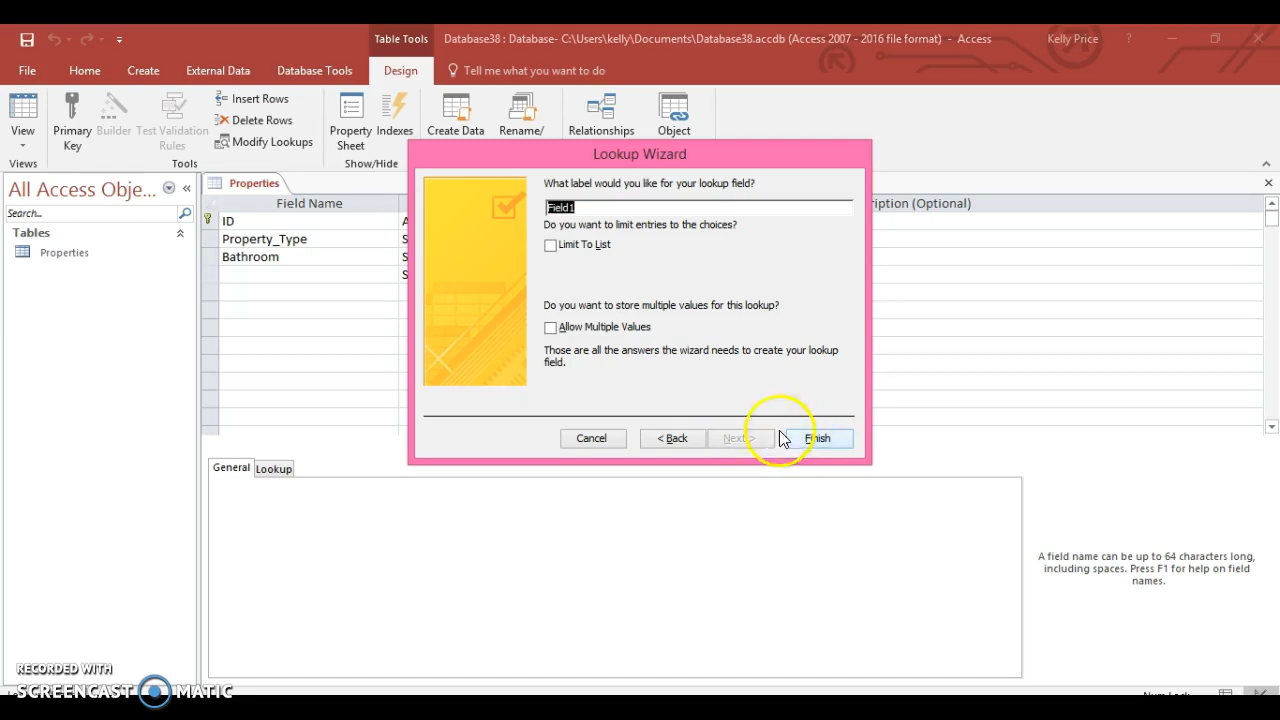 Table Tools
Database38 : Database- C:\Users\kelly\Documents\Database38.accdb (Access 2007 - 2016 file format) - Access
Kelly Price
?
File
Home
Create
External Data
Database Tools
Design
Tell me what you want to do
View
Primary Key
Builder
Test Validation Rules
Insert Rows
Delete Rows
Modify Lookups
Property Sheet
Indexes
Create Data
Rename/
Relationships
Object
Views
Tools
Show/Hide
Lookup Wizard
What label would you like for your lookup field?
Field1
Do you want to limit entries to the choices?
Limit To List
Do you want to store multiple values for this lookup?
Allow Multiple Values
Those are all the answers the wizard needs to create your lookup
field.
Cancel
< Back
Next >
Finish
All Access Obje...
Search...
Tables
Properties
Properties
Field Name
ription (Optional)
ID
A
Property_Type
S
Bathroom
S
S
General
Lookup
A field name can be up to 64 characters long,
including spaces. Press F1 for help on field
names.
RECORDED WITH
SCREENCAST MATIC
Num Lock